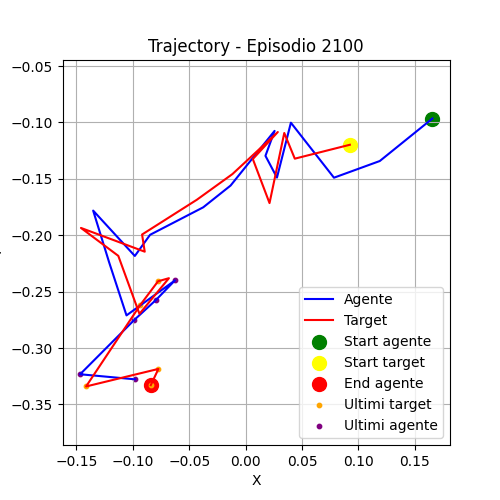 Trajectory - Episodio 2100
−0.05
−0.10
−0.15
−0.20
−0.25
−0.30
−0.35
Agente
Target
Start agente
Start target
End agente
Ultimi target
Ultimi agente
−0.15 −0.10 −0.05 0.00 0.05 0.10 0.15
X